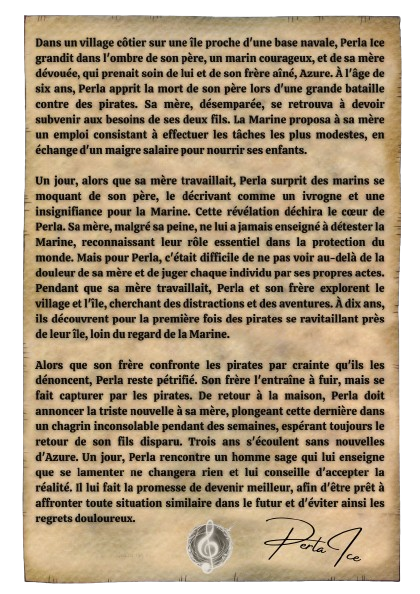 Dans un village côtier sur une île proche d'une base navale, Perla Ice
grandit dans l'ombre de son père, un marin courageux, et de sa mère
dévouée, qui prenait soin de lui et de son frère aîné, Azure. À l'âge de
six ans, Perla apprit la mort de son père lors d'une grande bataille
contre des pirates. Sa mère, désemparée, se retrouva à devoir
subvenir aux besoins de ses deux fils. La Marine proposa à sa mère
un emploi consistant à effectuer les tâches les plus modestes, en
échange d'un maigre salaire pour nourrir ses enfants.
Un jour, alors que sa mère travaillait, Perla surprit des marins se
moquant de son père, le décrivant comme un ivrogne et une
insignifiance pour la Marine. Cette révélation déchira le cœur de
Perla. Sa mère, malgré sa peine, ne lui a jamais enseigné à détester la
Marine, reconnaissant leur rôle essentiel dans la protection du
monde. Mais pour Perla, c'était difficile de ne pas voir au-delà de la
douleur de sa mère et de juger chaque individu par ses propres actes.
Pendant que sa mère travaillait, Perla et son frère explorent le
village et l'île, cherchant des distractions et des aventures. À dix ans,
ils découvrent pour la première fois des pirates se ravitaillant près
de leur île, loin du regard de la Marine.
Alors que son frère confronte les pirates par crainte qu'ils les
dénoncent, Perla reste pétrifié. Son frère l'entraîne à fuir, mais se
fait capturer par les pirates. De retour à la maison, Perla doit
annoncer la triste nouvelle à sa mère, plongeant cette dernière dans
un chagrin inconsolable pendant des semaines, espérant toujours le
retour de son fils disparu. Trois ans s'écoulent sans nouvelles
d'Azure. Un jour, Perla rencontre un homme sage qui lui enseigne
que se lamenter ne changera rien et lui conseille d'accepter la
réalité. Il lui fait la promesse de devenir meilleur, afin d'être prêt à
affronter toute situation similaire dans le futur et d'éviter ainsi les
regrets douloureux.
Perla Ice